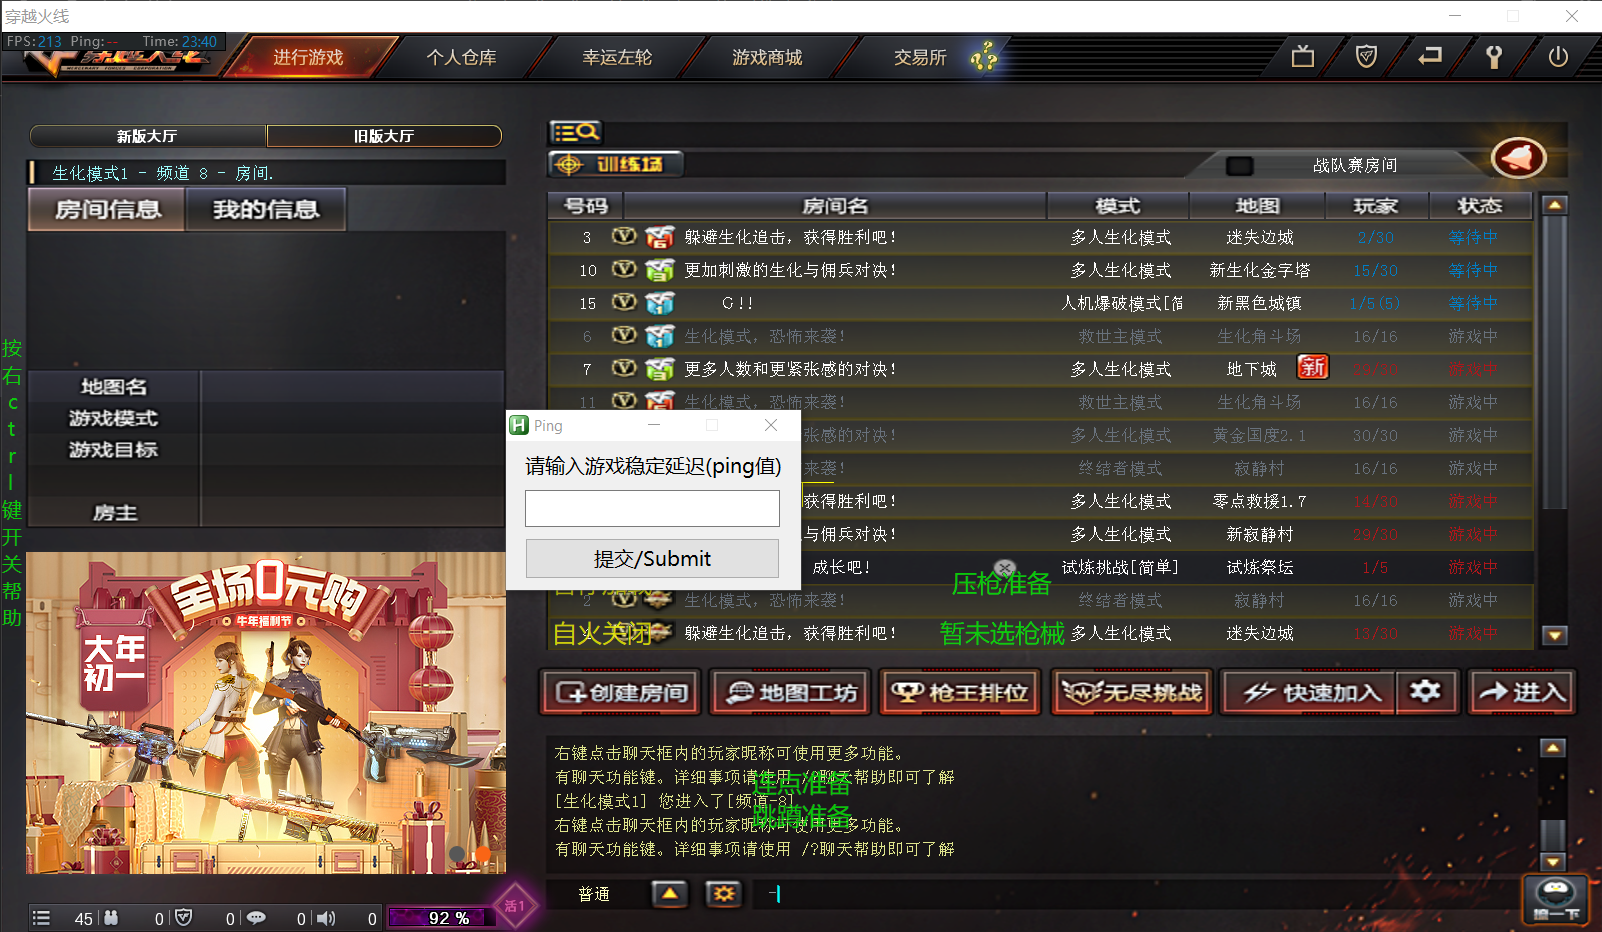 穿越火线
FPS:213 Ping:-- Time: 23:40
进行游戏 个人仓库 幸运左轮 游戏商城 交易所
新版大厅 旧版大厅
生化模式1 - 频道 8 - 房间.
房间信息 我的信息
地图名
游戏模式
游戏目标
房主
按右ctrl键开关帮助
全场0元购
牛年福利节
大年初一
45 0 0 0 0 92 % 活1
训练场
战队赛房间
号码 房间名 模式 地图 玩家 状态
3 躲避生化追击，获得胜利吧！ 多人生化模式 迷失边城 2/30 等待中
10 更加刺激的生化与佣兵对决！ 多人生化模式 新生化金字塔 15/30 等待中
15 G!! 人机爆破模式[简 新黑色城镇 1/5(5) 等待中
6 生化模式，恐怖来袭！ 救世主模式 生化角斗场 16/16 游戏中
7 更多人数和更紧张感的对决！ 多人生化模式 地下城 新 /30 游戏中
11 生化模式，恐怖来袭！ 救世主模式 生化角斗场 16/16 游戏中
张感的对决！ 多人生化模式 黄金国度2.1 30/30 游戏中
来袭！ 终结者模式 寂静村 16/16 游戏中
获得胜利吧！ 多人生化模式 零点救援1.7 14/30 游戏中
与佣兵对决！ 多人生化模式 新寂静村 29/30 游戏中
成长吧！ 试炼挑战[简单] 试炼祭坛 1/5 游戏中
2 生化模式，恐怖来袭！ 终结者模式 寂静村 16/16 游戏中
躲避生化追击，获得胜利吧！ 多人生化模式 迷失边城 13/30 游戏中
Ping
请输入游戏稳定延迟(ping值)
提交/Submit
压枪准备
自火关闭
暂未选枪械
创建房间 地图工坊 枪王排位 无尽挑战 快速加入 进入
右键点击聊天框内的玩家昵称可使用更多功能。
有聊天功能键。详细事项请使用 /?聊天帮助即可了解
[生化模式1] 您进入了[频道-8]
右键点击聊天框内的玩家昵称可使用更多功能。
有聊天功能键。详细事项请使用 /?聊天帮助即可了解
连点准备
跳蹲准备
普通